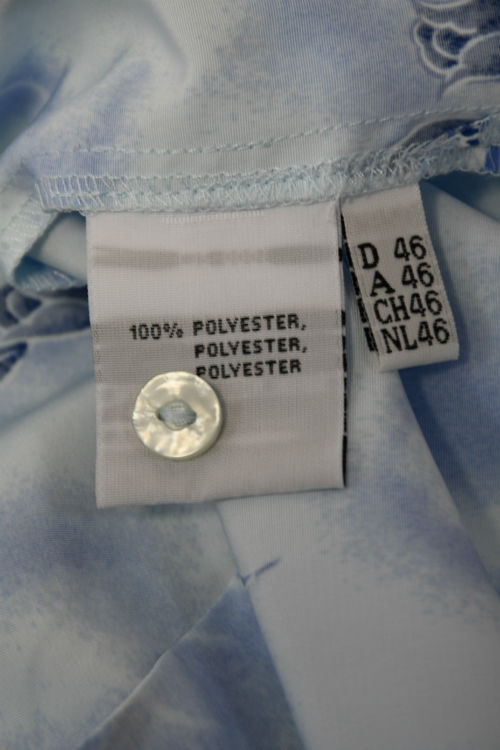 100% POLYESTER,
POLYESTER,
POLYESTER
D 46
A 46
CH46
NL46